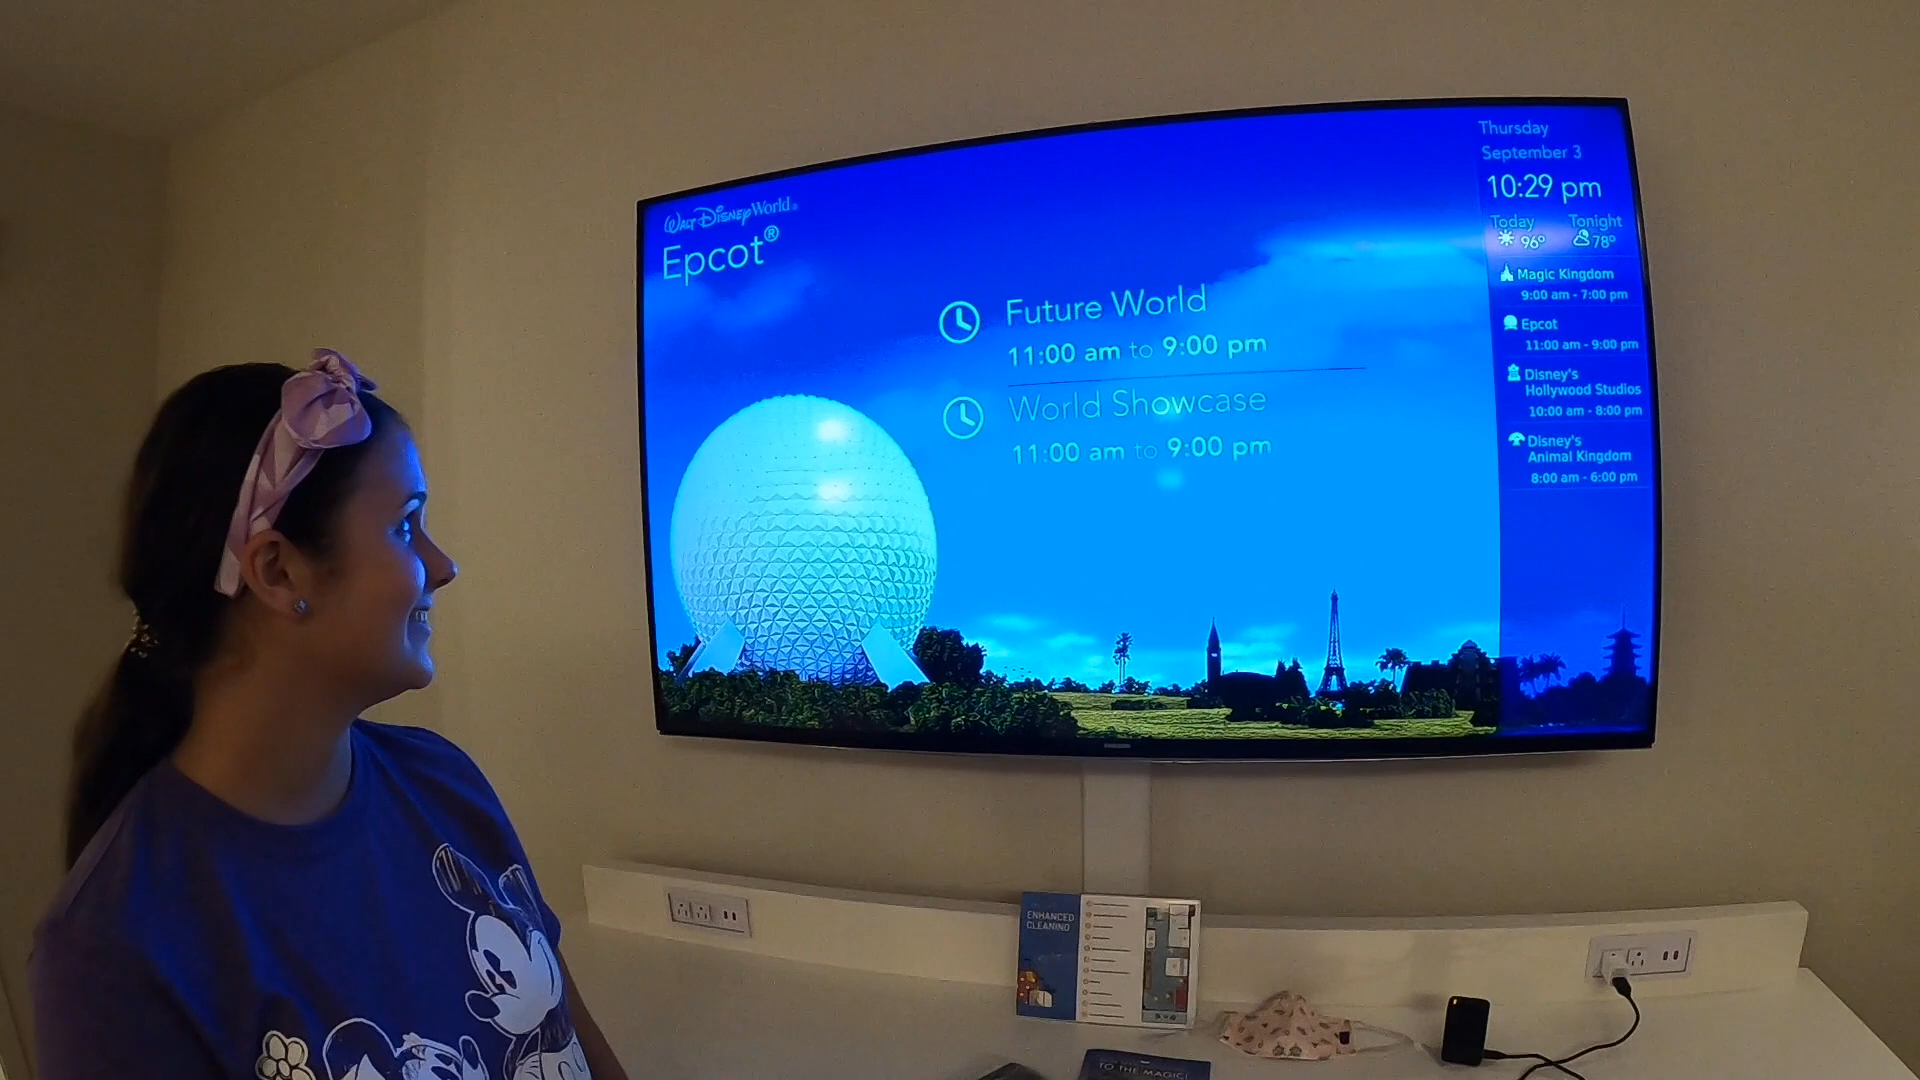 WALT DISNEY World®
Epcot®
Future World
11:00 am to 9:00 pm
World Showcase
11:00 am to 9:00 pm
Thursday
September 3
10:29 pm
Today Tonight
96° 78°
Magic Kingdom
9:00 am - 7:00 pm
Epcot
11:00 am - 9:00 pm
Disney's
Hollywood Studios
10:00 am - 8:00 pm
Disney's
Animal Kingdom
8:00 am - 6:00 pm
SAMSUNG
ENHANCED
CLEANING
TO THE MAGIC!